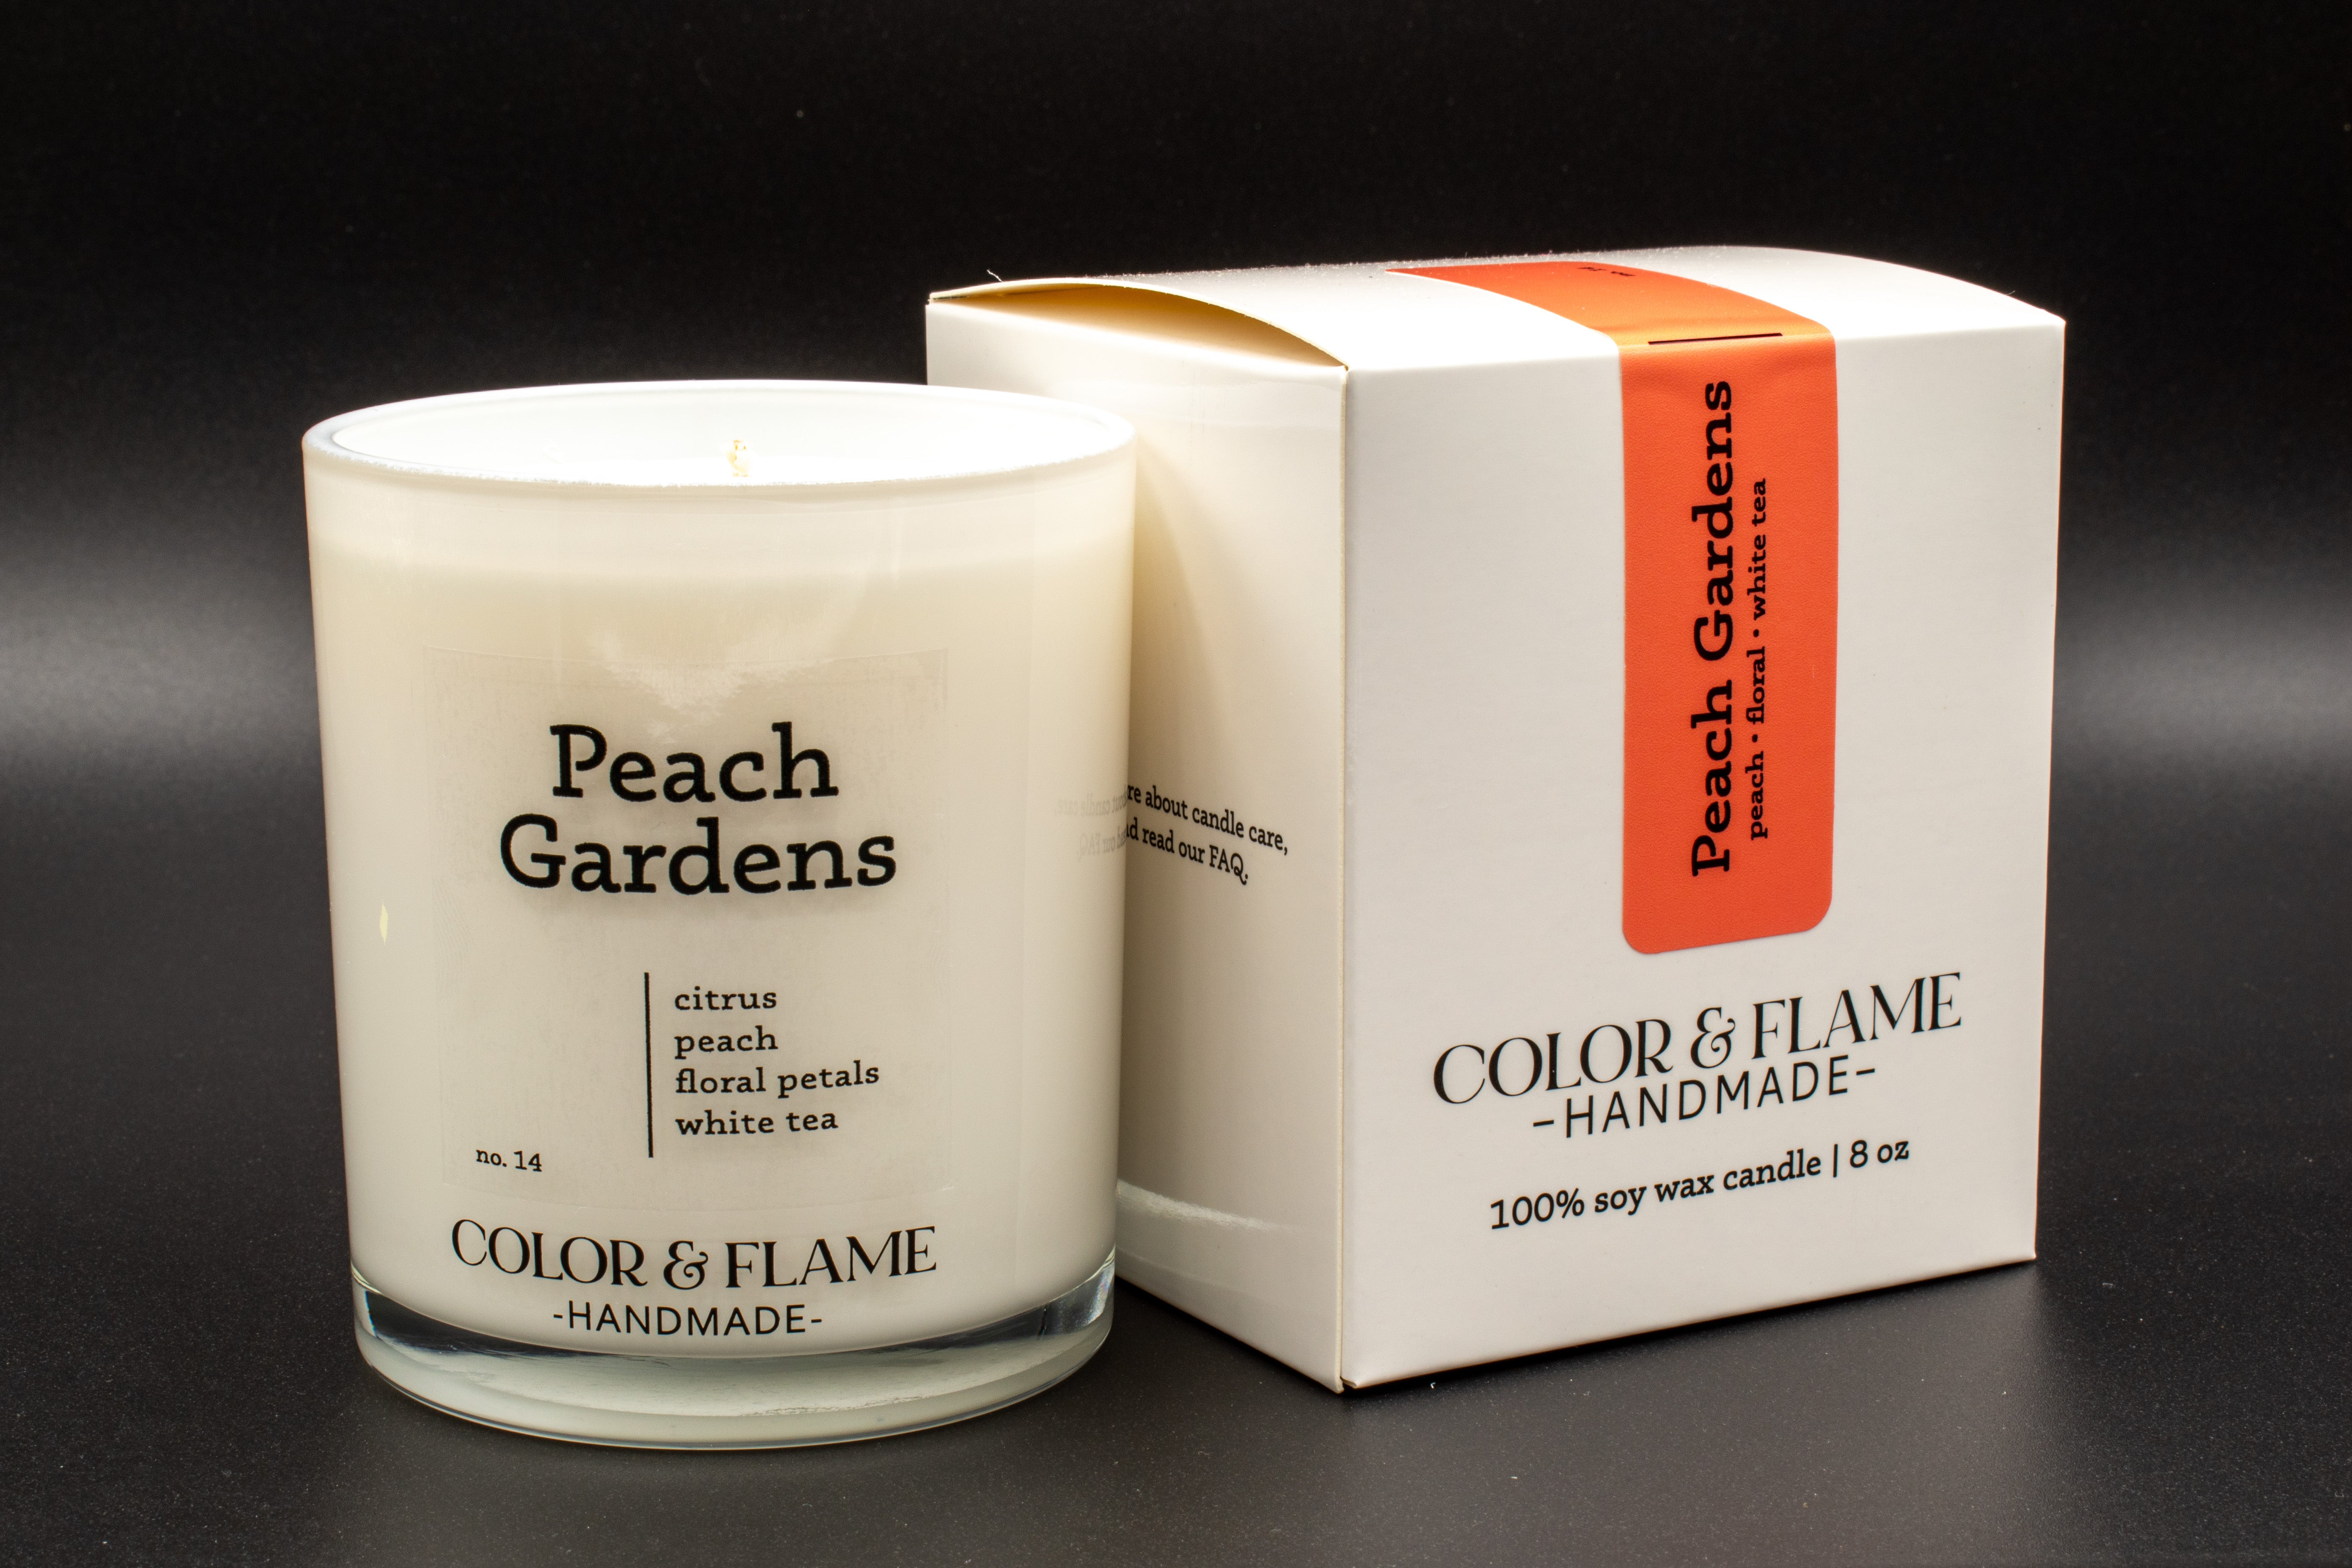 Peach
Gardens
citrus
peach
floral petals
white tea
no. 14
COLOR & FLAME
-HANDMADE-
about candle care,
read our FAQ.
Peach Gardens
peach • floral • white tea
COLOR & FLAME
-HANDMADE-
100% soy wax candle | 8 oz